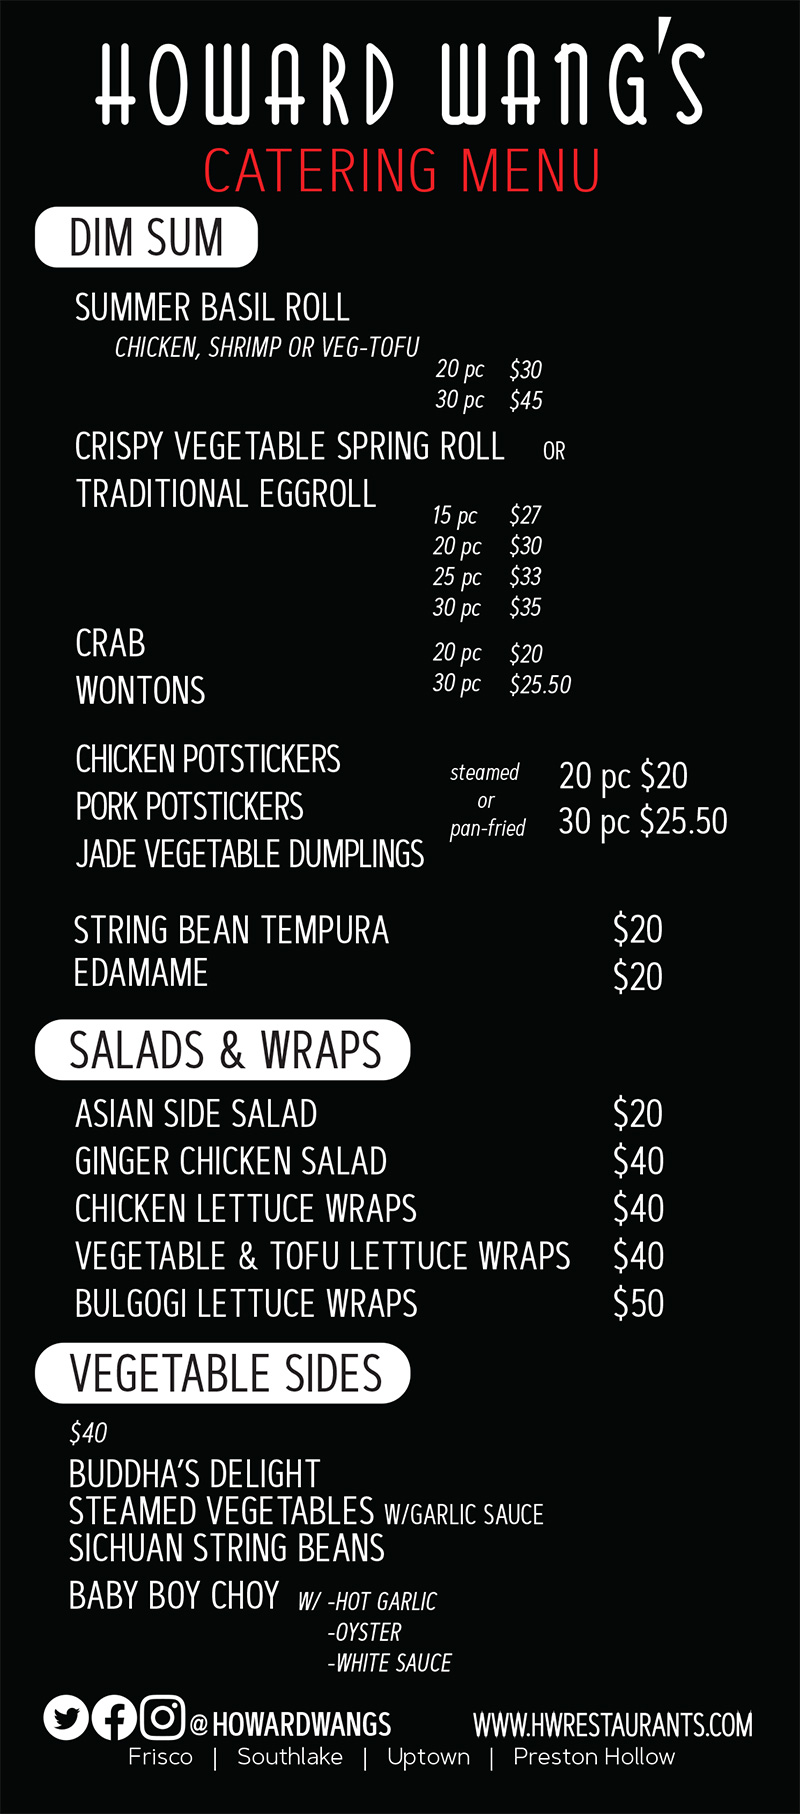 HOWARD WANG'S
CATERING MENU
DIM SUM
SUMMER BASIL ROLL
CHICKEN, SHRIMP OR VEG-TOFU
20 pc $30
30 pc $45
CRISPY VEGETABLE SPRING ROLL OR
TRADITIONAL EGGROLL
15 pc $27
20 pc $30
25 pc $33
30 pc $35
CRAB
WONTONS
20 pc $20
30 pc $25.50
CHICKEN POTSTICKERS
PORK POTSTICKERS
JADE VEGETABLE DUMPLINGS
steamed
or
pan-fried
20 pc $20
30 pc $25.50
STRING BEAN TEMPURA $20
EDAMAME $20
SALADS & WRAPS
ASIAN SIDE SALAD $20
GINGER CHICKEN SALAD $40
CHICKEN LETTUCE WRAPS $40
VEGETABLE & TOFU LETTUCE WRAPS $40
BULGOGI LETTUCE WRAPS $50
VEGETABLE SIDES
$40
BUDDHA'S DELIGHT
STEAMED VEGETABLES W/GARLIC SAUCE
SICHUAN STRING BEANS
BABY BOY CHOY W/ -HOT GARLIC
-OYSTER
-WHITE SAUCE
@HOWARDWANGS WWW.HWRESTAURANTS.COM
Frisco | Southlake | Uptown | Preston Hollow